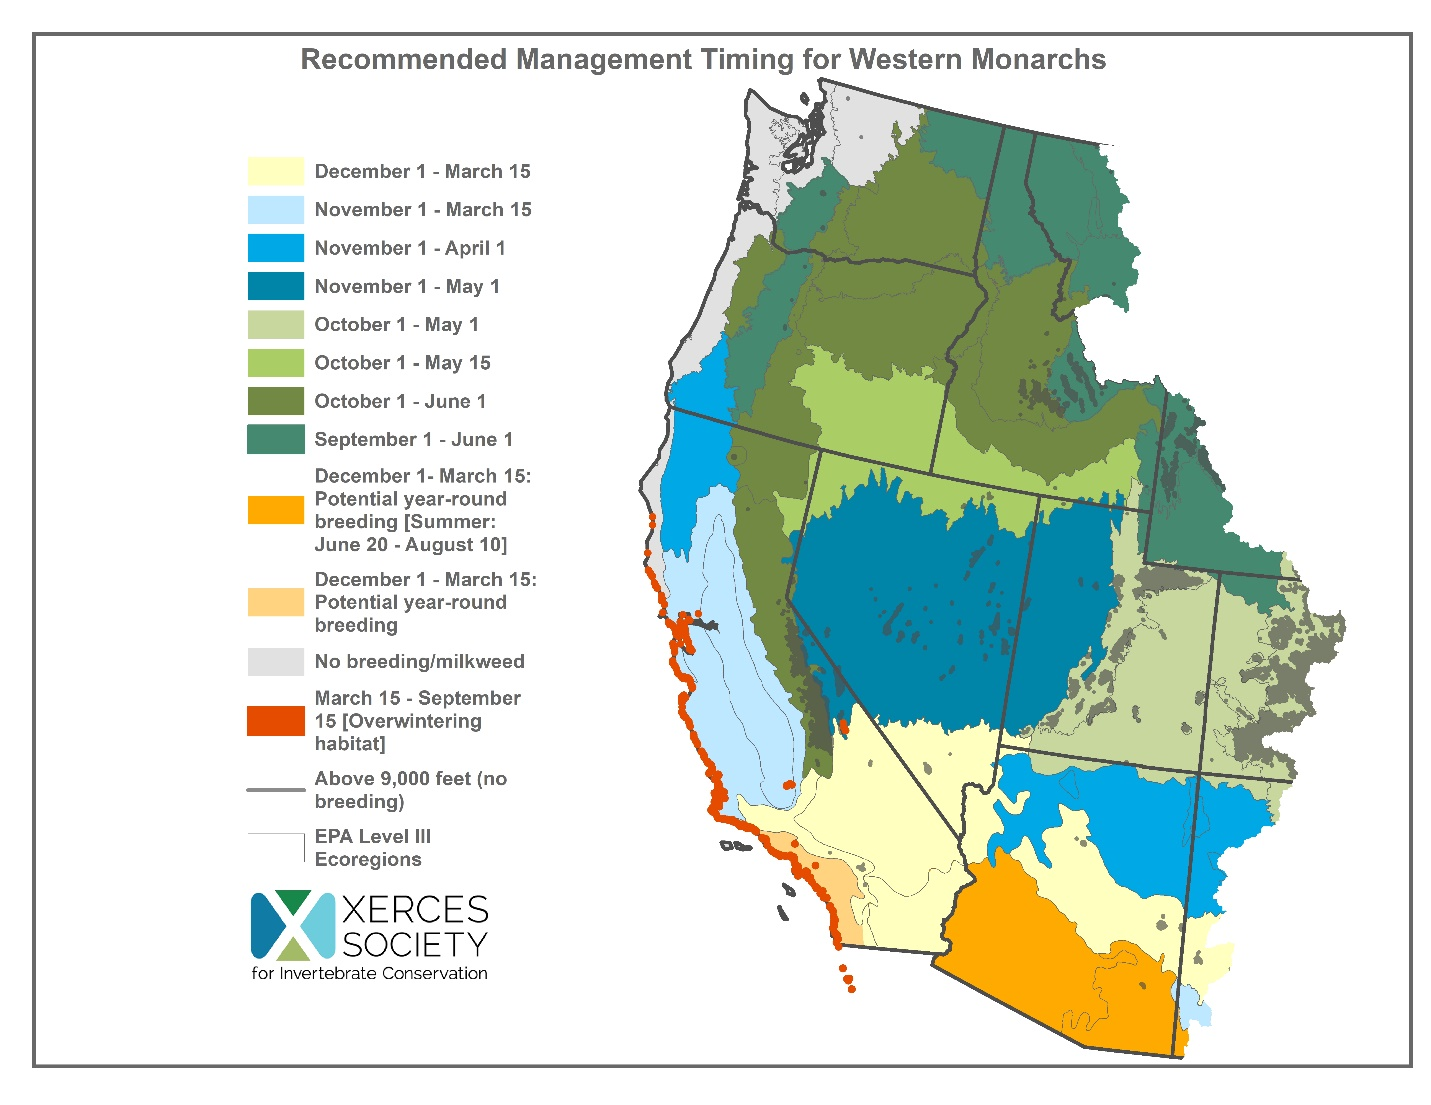 Recommended Management Timing for Western Monarchs
December 1 - March 15
November 1 - March 15
November 1 - April 1
November 1 - May 1
October 1 - May 1
October 1 - May 15
October 1 - June 1
September 1 - June 1
December 1- March 15:
Potential year-round
breeding [Summer:
June 20 - August 10]
December 1 - March 15:
Potential year-round
breeding
No breeding/milkweed
March 15 - September
15 [Overwintering
habitat]
Above 9,000 feet (no
breeding)
EPA Level III
Ecoregions
XERCES
SOCIETY
for Invertebrate Conservation